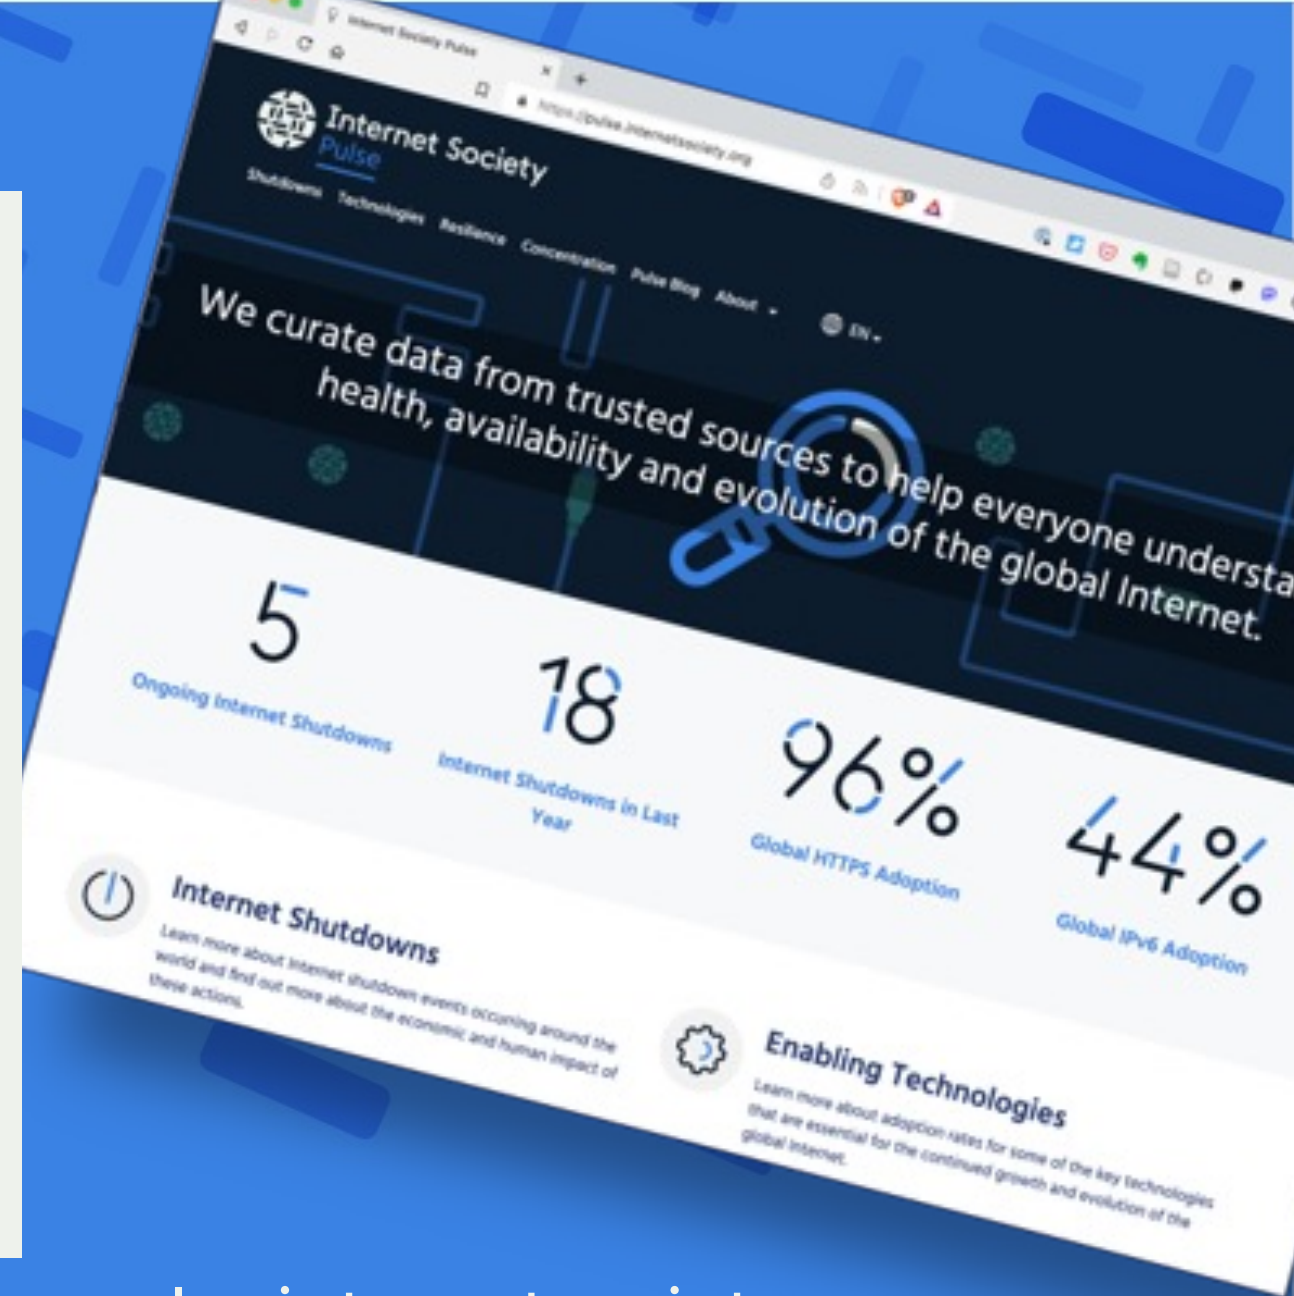 Internet Society Pulse
https://pulse.internetsociety.org
Internet Society
Pulse
Shutdowns Technologies Resilience Concentration Pulse Blog About EN
We curate data from trusted sources to help everyone understa
health, availability and evolution of the global Internet.
5
Ongoing Internet Shutdowns
18
Internet Shutdowns in Last
Year
96%
Global HTTPS Adoption
44%
Global IPv6 Adoption
Internet Shutdowns
Learn more about Internet shutdown events occurring around the
world and find out more about the economic and human impact of
these actions.
Enabling Technologies
Learn more about adoption rates for some of the key technologies
that are essential for the continued growth and evolution of the
global Internet.